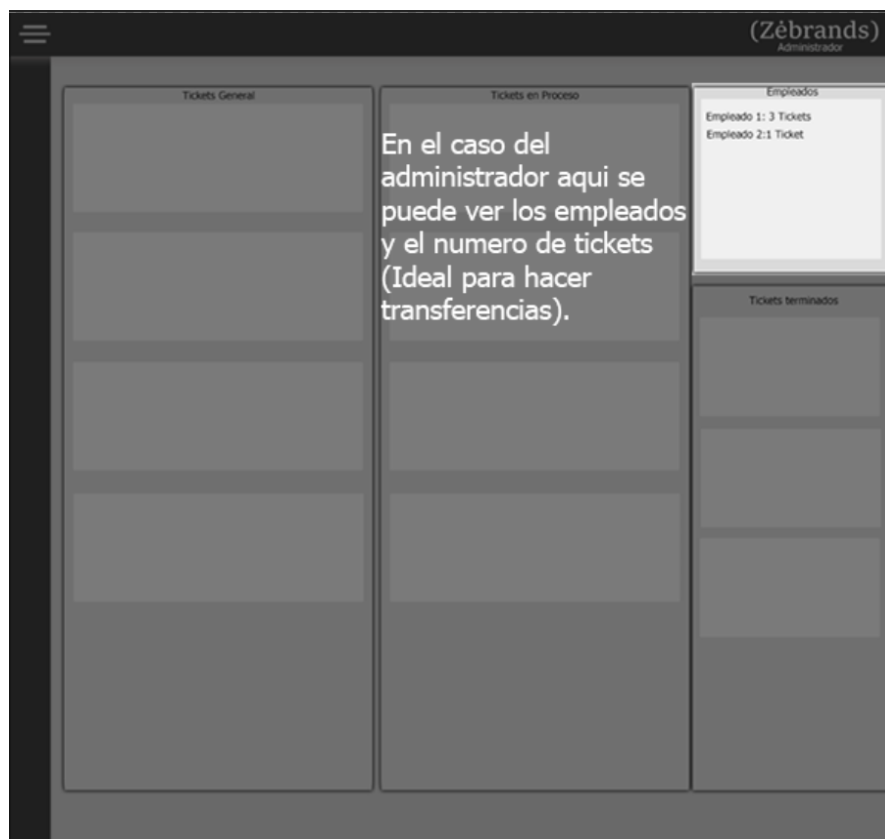 (Zėbrands)
Administrador
Tickets General
Tickets en Proceso
Empleados
Empleado 1: 3 Tickets
Empleado 2:1 Ticket
En el caso del
administrador aqui se
puede ver los empleados
y el numero de tickets
(Ideal para hacer
transferencias).
Tickets terminados